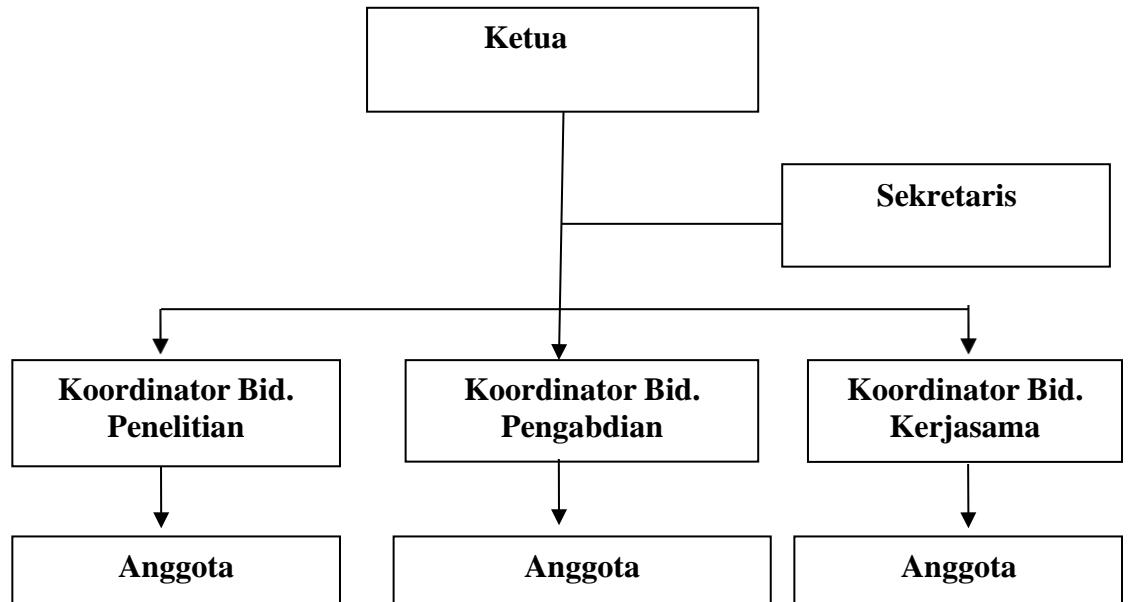 Ketua
Sekretaris
Koordinator Bid.
Penelitian
Koordinator Bid.
Pengabdian
Koordinator Bid.
Kerjasama
Anggota
Anggota
Anggota